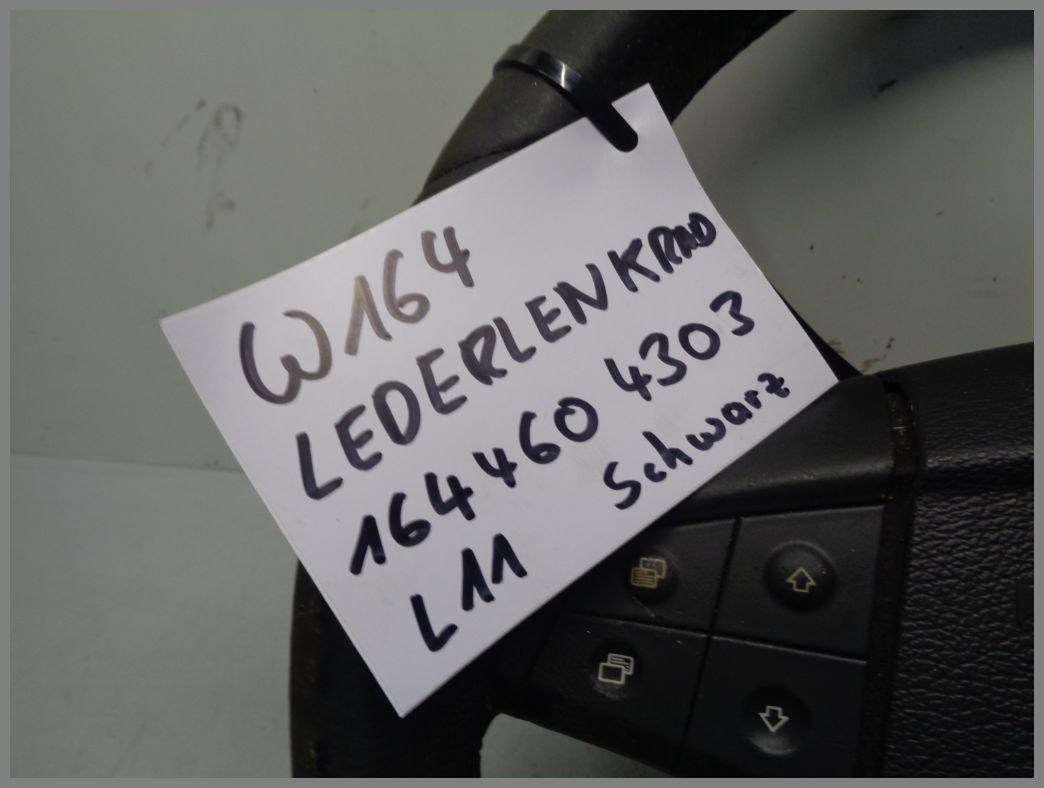 W164
LEDERLENKRAD
164 460 4303
L11 Schwarz